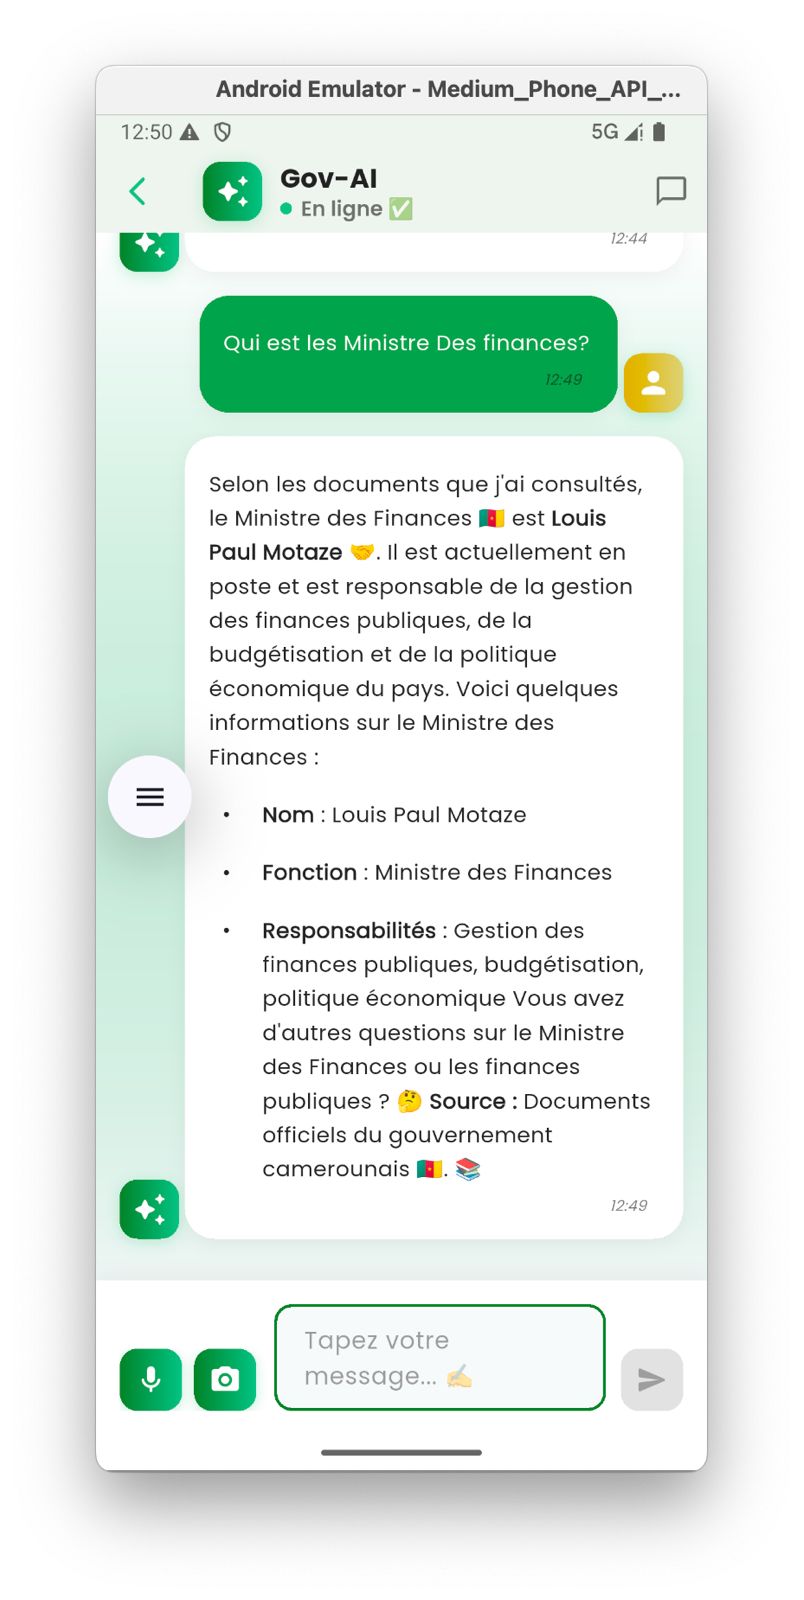 Android Emulator - Medium_Phone_API_...
12:50
5G
Gov-AI
En ligne ✅
12:44
Qui est les Ministre Des finances?
12:49
Selon les documents que j'ai consultés,
le Ministre des Finances 🇨🇲 est Louis
Paul Motaze 🤝. Il est actuellement en
poste et est responsable de la gestion
des finances publiques, de la
budgétisation et de la politique
économique du pays. Voici quelques
informations sur le Ministre des
Finances :
• Nom : Louis Paul Motaze
• Fonction : Ministre des Finances
• Responsabilités : Gestion des
finances publiques, budgétisation,
politique économique Vous avez
d'autres questions sur le Ministre
des Finances ou les finances
publiques ? 🤔 Source : Documents
officiels du gouvernement
camerounais 🇨🇲. 📚
12:49
Tapez votre
message... ✍️